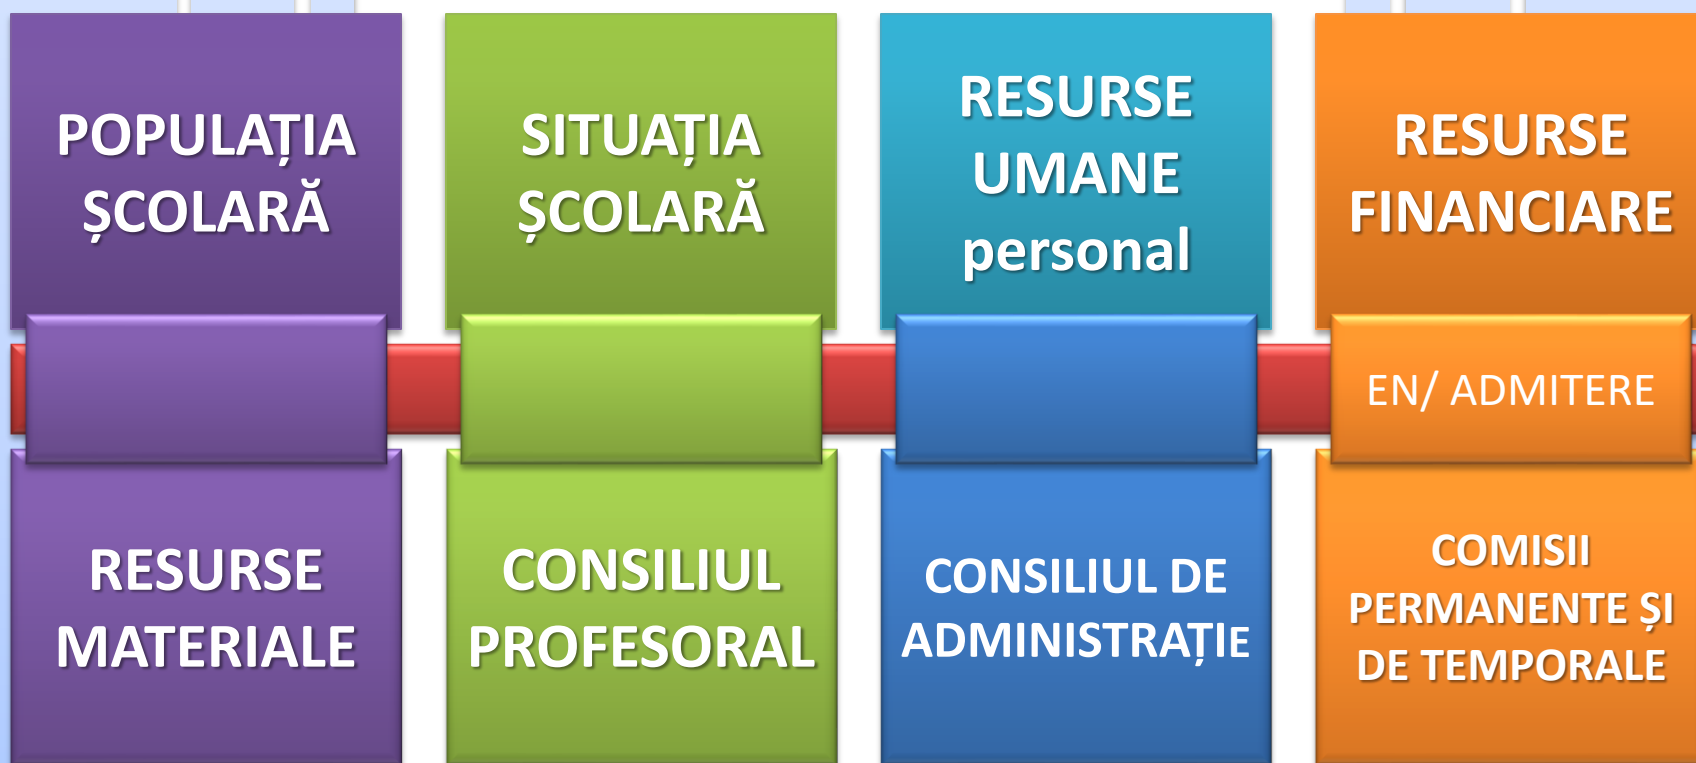 POPULAȚIA
ȘCOLARĂ
SITUAȚIA
ȘCOLARĂ
RESURSE
UMANE
personal
RESURSE
FINANCIARE
EN/ ADMITERE
RESURSE
MATERIALE
CONSILIUL
PROFESORAL
CONSILIUL DE
ADMINISTRAȚIE
COMISII
PERMANENTE ȘI
DE TEMPORALE